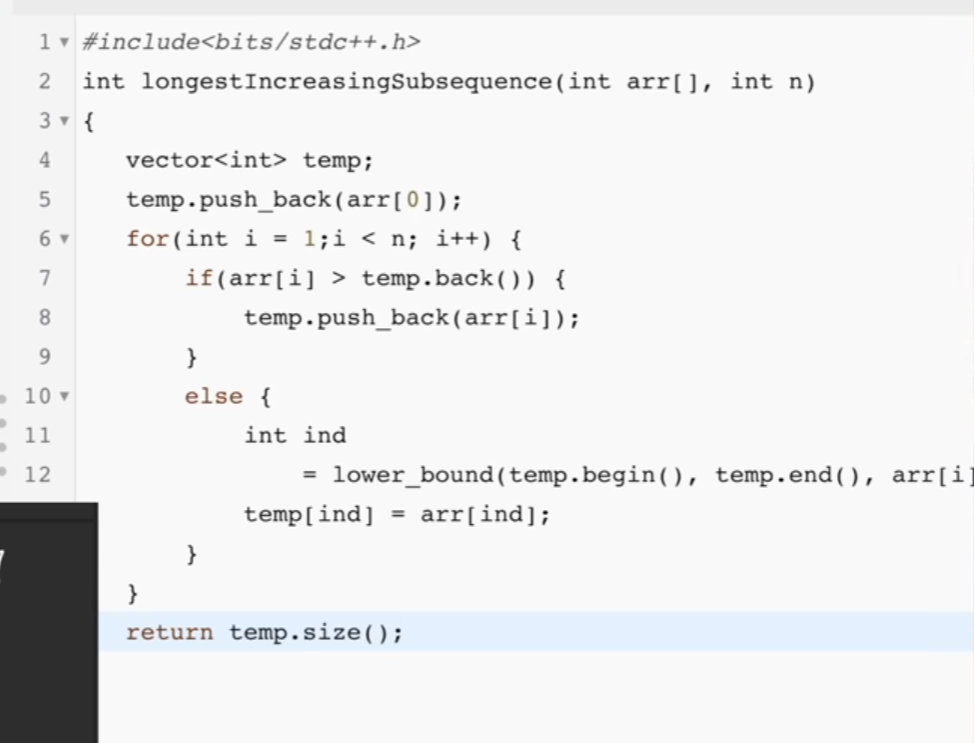 1 #include<bits/stdc++.h>
2 int longestIncreasingSubsequence(int arr[], int n)
3 {
4 vector<int> temp;
5 temp.push_back(arr[0]);
6 for(int i = 1;i < n; i++) {
7 if(arr[i] > temp.back()) {
8 temp.push_back(arr[i]);
9 }
10 else {
11 int ind
12 = lower_bound(temp.begin(), temp.end(), arr[i]
temp[ind] = arr[ind];
}
}
return temp.size();